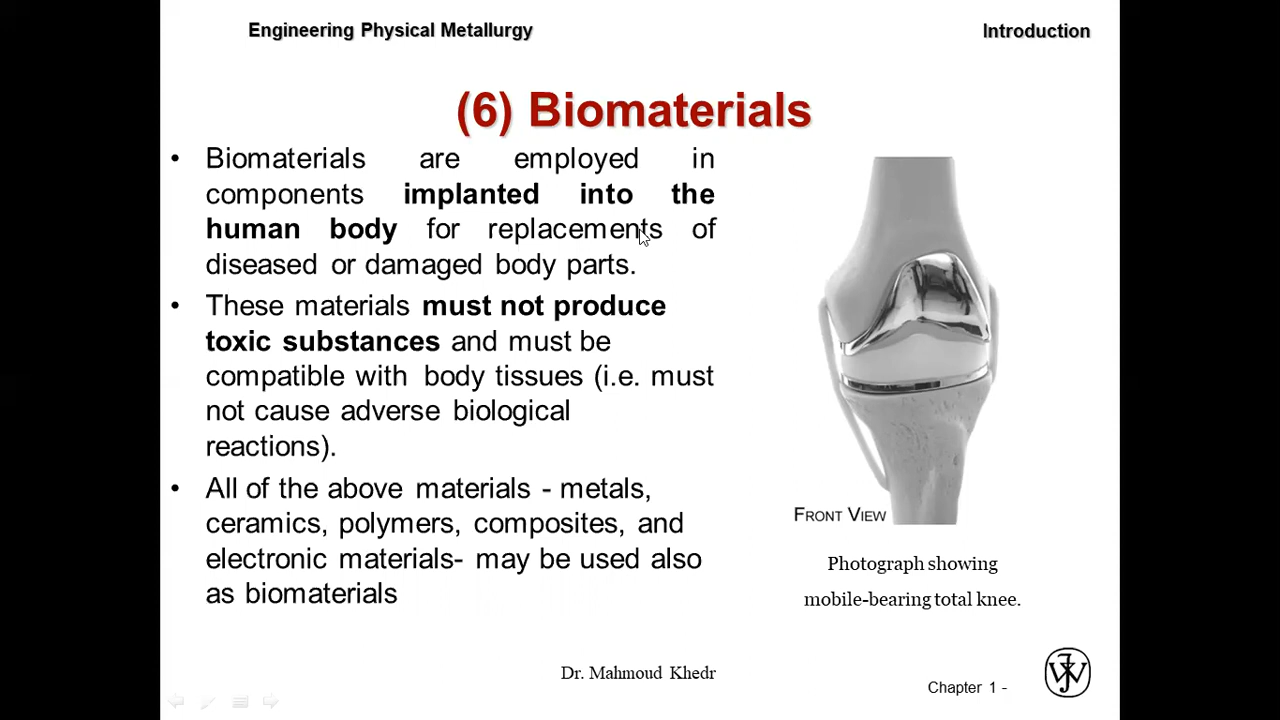 Engineering Physical Metallurgy
Introduction
(6) Biomaterials
• Biomaterials are employed in
components implanted into the
human body for replacements of
diseased or damaged body parts.
• These materials must not produce
toxic substances and must be
compatible with body tissues (i.e. must
not cause adverse biological
reactions).
• All of the above materials - metals,
ceramics, polymers, composites, and
electronic materials- may be used also
as biomaterials
FRONT VIEW
Photograph showing
mobile-bearing total knee.
Dr. Mahmoud Khedr
Chapter 1 -